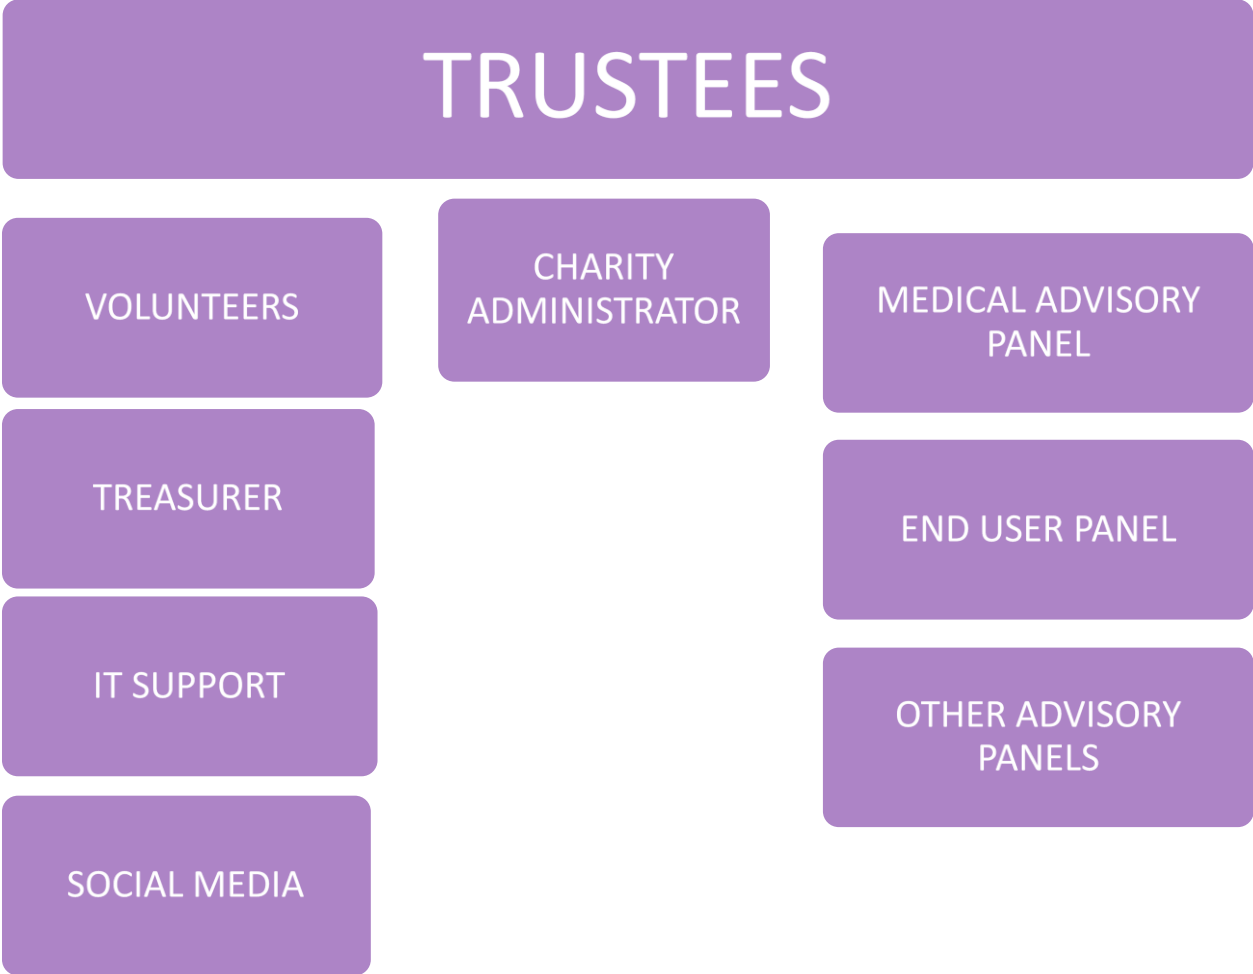 TRUSTEES
VOLUNTEERS
TREASURER
IT SUPPORT
SOCIAL MEDIA
CHARITY
ADMINISTRATOR
MEDICAL ADVISORY
PANEL
END USER PANEL
OTHER ADVISORY
PANELS